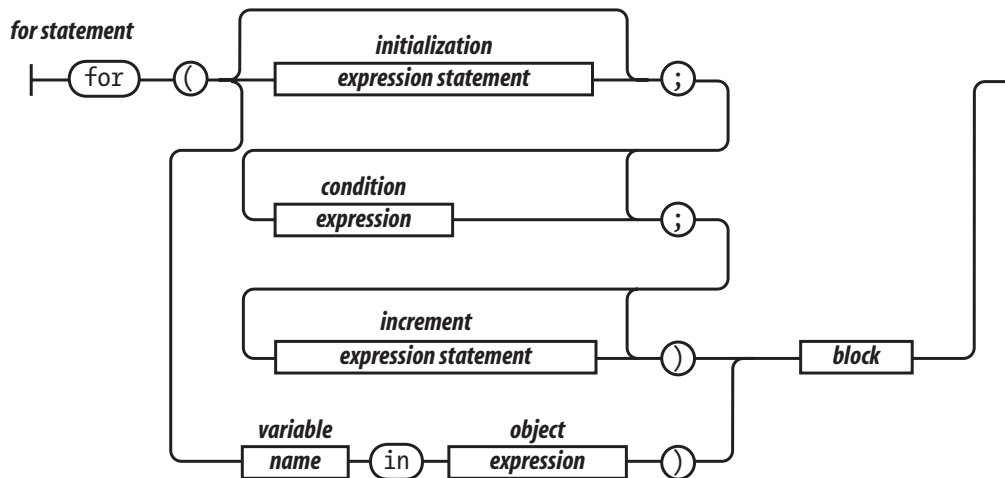 for statement
initialization
for ( expression statement ;
condition
expression ;
increment
expression statement ) block
variable object
name in expression )